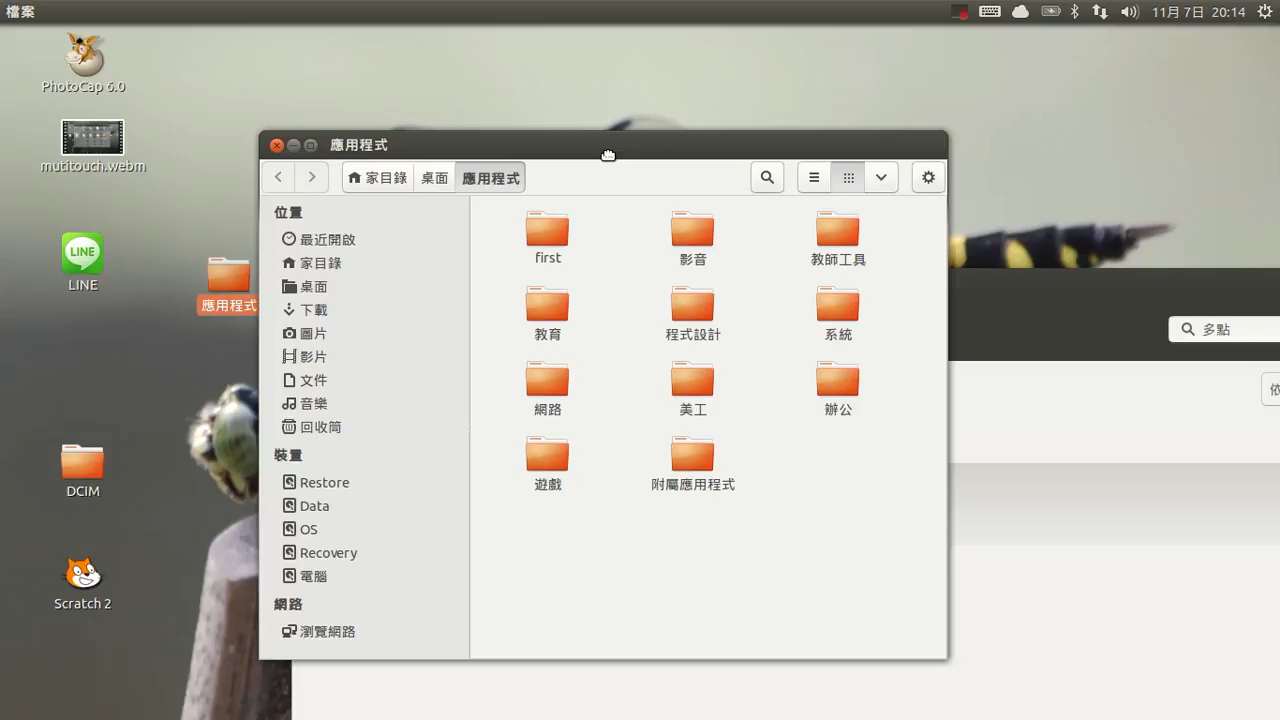 檔案
11月 7日 20:14
PhotoCap 6.0
mutitouch.webm
LINE
LINE
應用程式
DCIM
Scratch 2
應用程式
家目錄
桌面
應用程式
位置
最近開啟
家目錄
桌面
下載
圖片
影片
文件
音樂
回收筒
裝置
Restore
Data
OS
Recovery
電腦
網路
瀏覽網路
first
影音
教師工具
教育
程式設計
系統
網路
美工
辦公
遊戲
附屬應用程式
多點
依